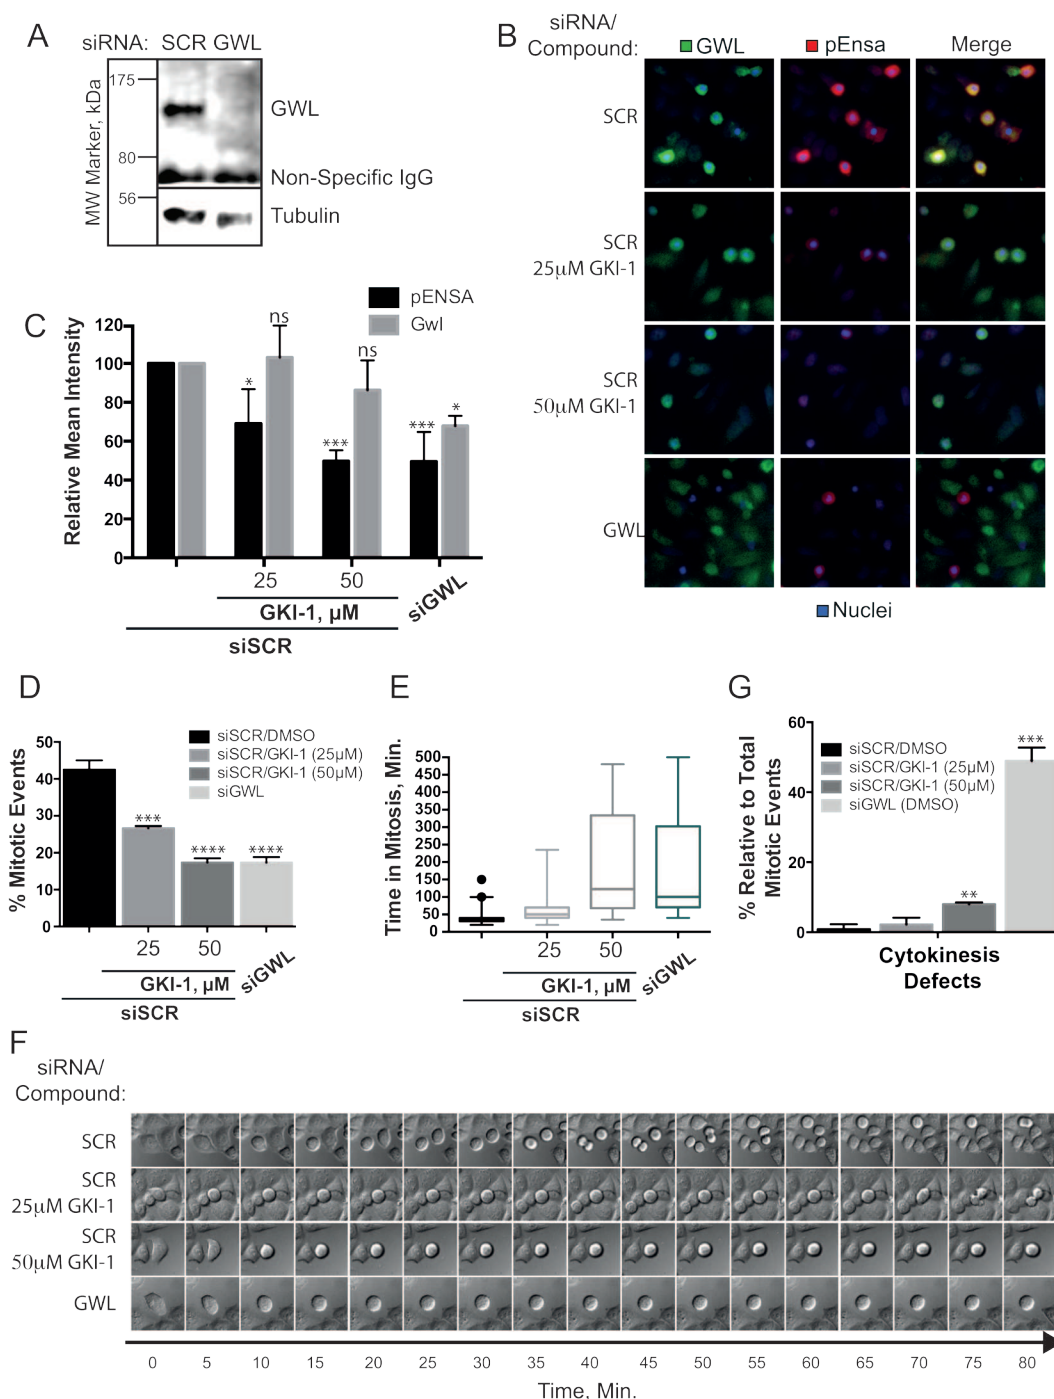 A
siRNA: SCR GWL
MW Marker, kDa
175
80
56
GWL
Non-Specific IgG
Tubulin
B
siRNA/
Compound:
GWL
pEnsa
Merge
SCR
SCR
25µM GKI-1
SCR
50µM GKI-1
GWL
Nuclei
C
pENSA
Gwl
Relative Mean Intensity
120
100
80
60
40
20
0
*
ns
***
ns
***
*
25
50
GKI-1, µM
siGWL
siSCR
D
siSCR/DMSO
siSCR/GKI-1 (25µM)
siSCR/GKI-1 (50µM)
siGWL
% Mitotic Events
50
40
30
20
10
0
***
****
****
25
50
GKI-1, µM
siGWL
siSCR
E
Time in Mitosis, Min.
500
450
400
350
300
250
200
150
100
50
0
25
50
GKI-1, µM
siGWL
siSCR
G
% Relative to Total
Mitotic Events
60
40
20
0
siSCR/DMSO
siSCR/GKI-1 (25µM)
siSCR/GKI-1 (50µM)
siGWL (DMSO)
**
***
Cytokinesis
Defects
F
siRNA/
Compound:
SCR
SCR
25µM GKI-1
SCR
50µM GKI-1
GWL
0 5 10 15 20 25 30 35 40 45 50 55 60 65 70 75 80
Time, Min.